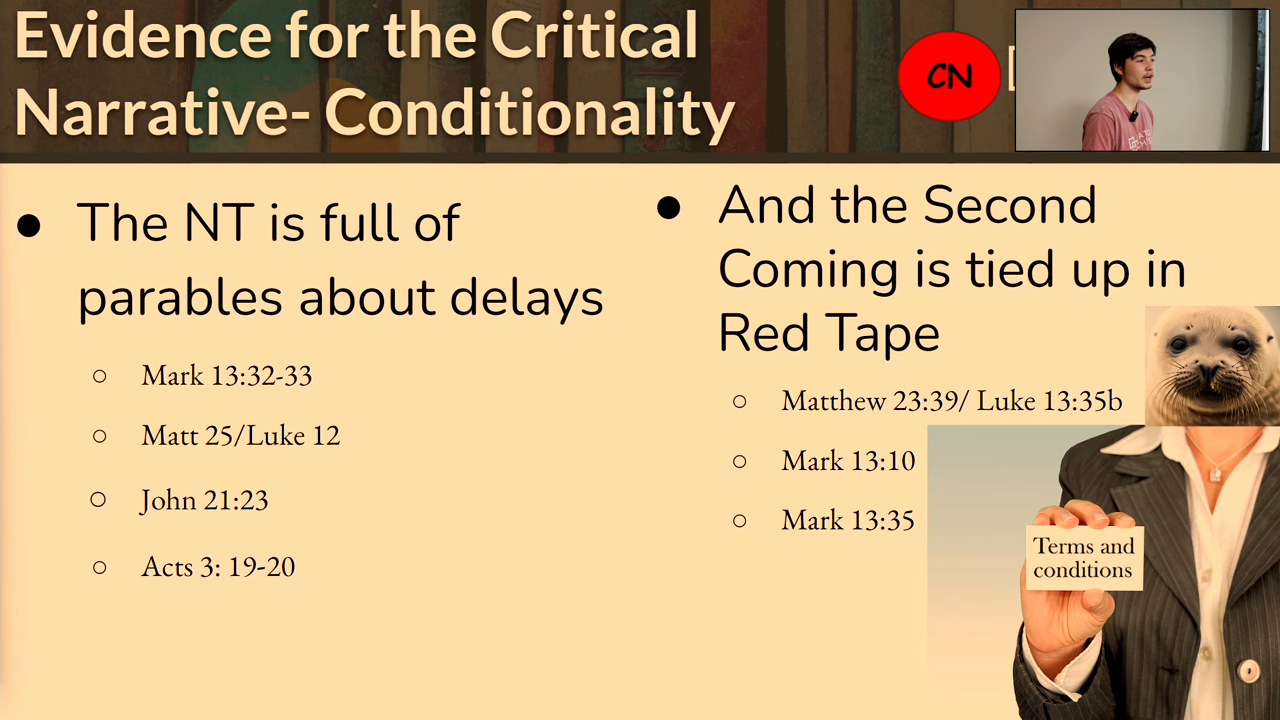 Evidence for the Critical
Narrative- Conditionality
CN
● The NT is full of
parables about delays
○ Mark 13:32-33
○ Matt 25/Luke 12
○ John 21:23
○ Acts 3: 19-20
● And the Second
Coming is tied up in
Red Tape
○ Matthew 23:39/ Luke 13:35b
○ Mark 13:10
○ Mark 13:35
Terms and
conditions